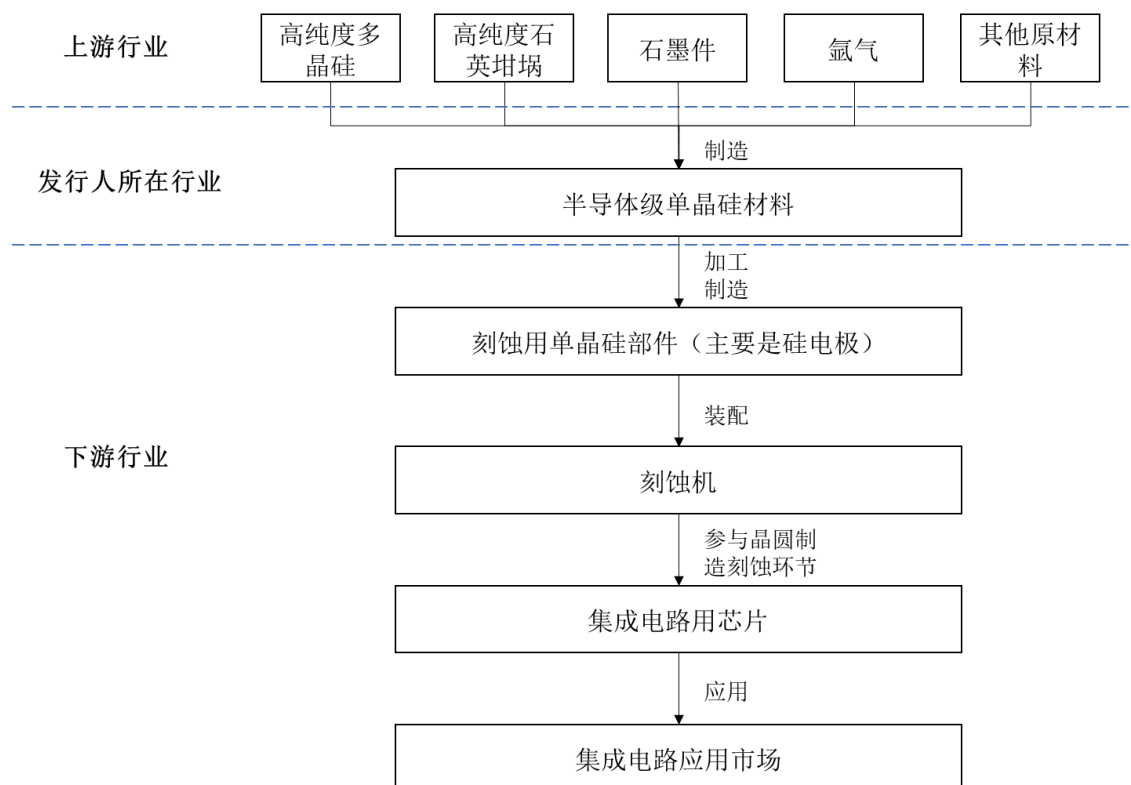 上游行业
高纯度多
晶硅
高纯度石
英坩埚
石墨件
氩气
其他原材
料
制造
发行人所在行业
半导体级单晶硅材料
加工
制造
刻蚀用单晶硅部件（主要是硅电极）
装配
下游行业
刻蚀机
参与晶圆制
造刻蚀环节
集成电路用芯片
应用
集成电路应用市场